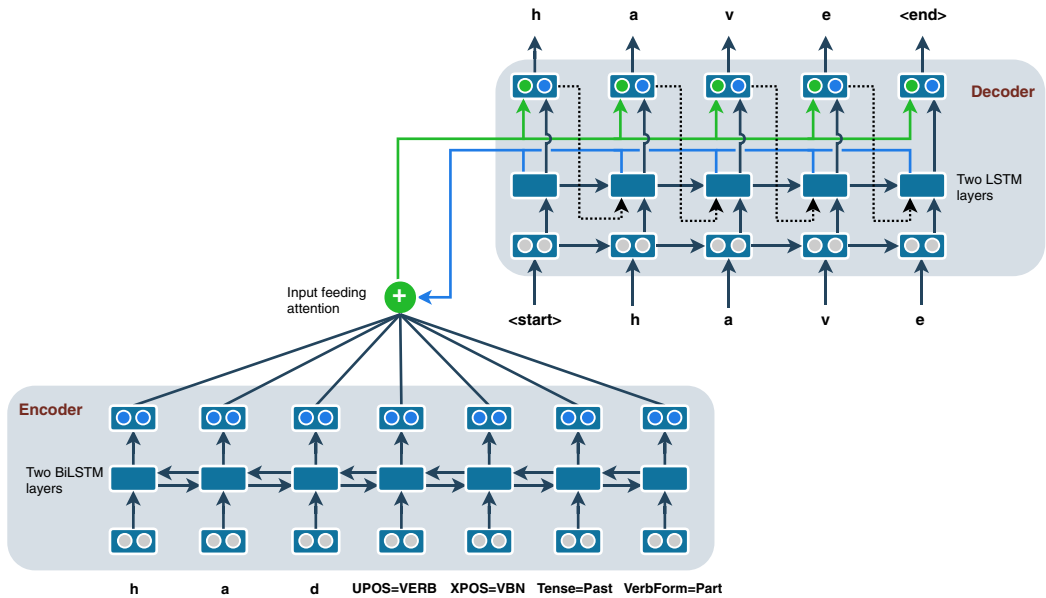 h a v e <end>
Decoder
Two LSTM
layers
Input feeding
attention
+
<start> h a v e
Encoder
Two BiLSTM
layers
h a d UPOS=VERB XPOS=VBN Tense=Past VerbForm=Part